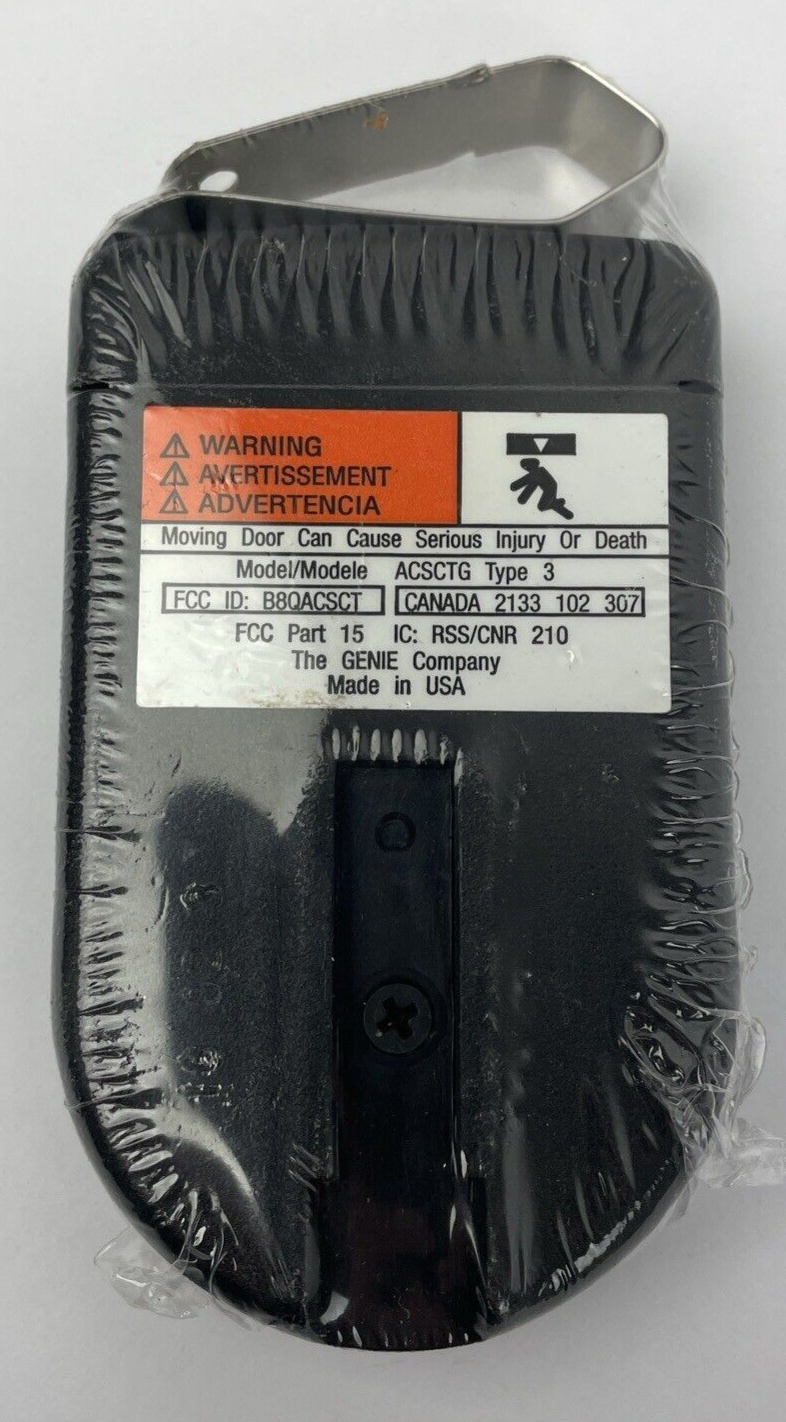 WARNING
AVERTISSEMENT
ADVERTENCIA
Moving Door Can Cause Serious Injury Or Death
Model/Modele ACSCTG Type 3
FCC ID: B8QACSCT CANADA 2133 102 307
FCC Part 15 IC: RSS/CNR 210
The GENIE Company
Made in USA